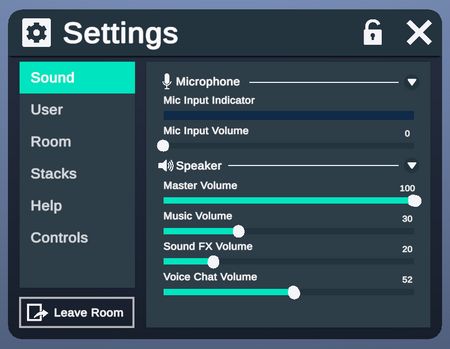 Settings
Sound
User
Room
Stacks
Help
Controls
Leave Room
Microphone
Mic Input Indicator
Mic Input Volume 0
Speaker
Master Volume 100
Music Volume 30
Sound FX Volume 20
Voice Chat Volume 52